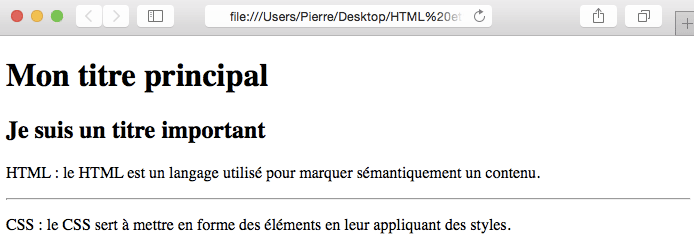 file:///Users/Pierre/Desktop/HTML%20et
Mon titre principal
Je suis un titre important
HTML : le HTML est un langage utilisé pour marquer sémantiquement un contenu.
CSS : le CSS sert à mettre en forme des éléments en leur appliquant des styles.